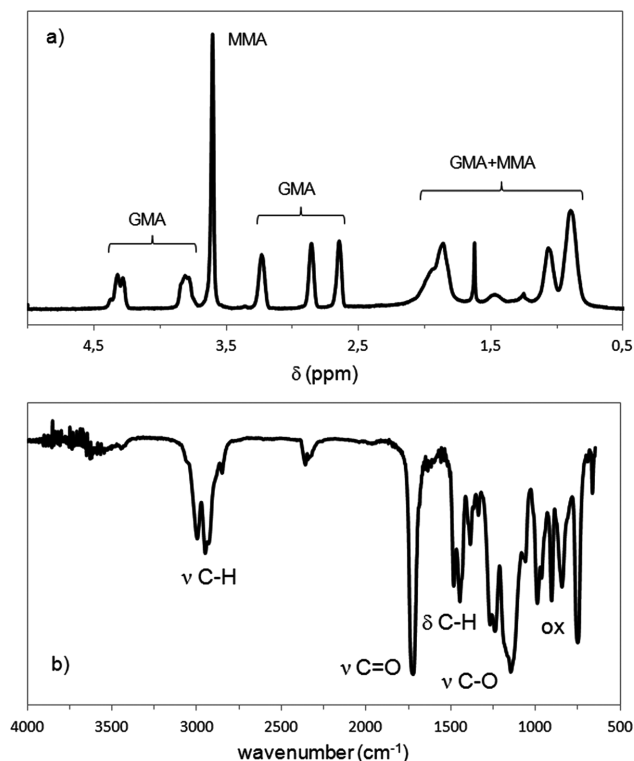 a)
MMA
GMA+MMA
GMA
GMA
4,5
3,5
2,5
1,5
0,5
δ (ppm)
ν C-H
δ C-H
ox
b)
ν C=O
ν C-O
4000
3500
3000
2500
2000
1500
1000
500
wavenumber (cm⁻¹)